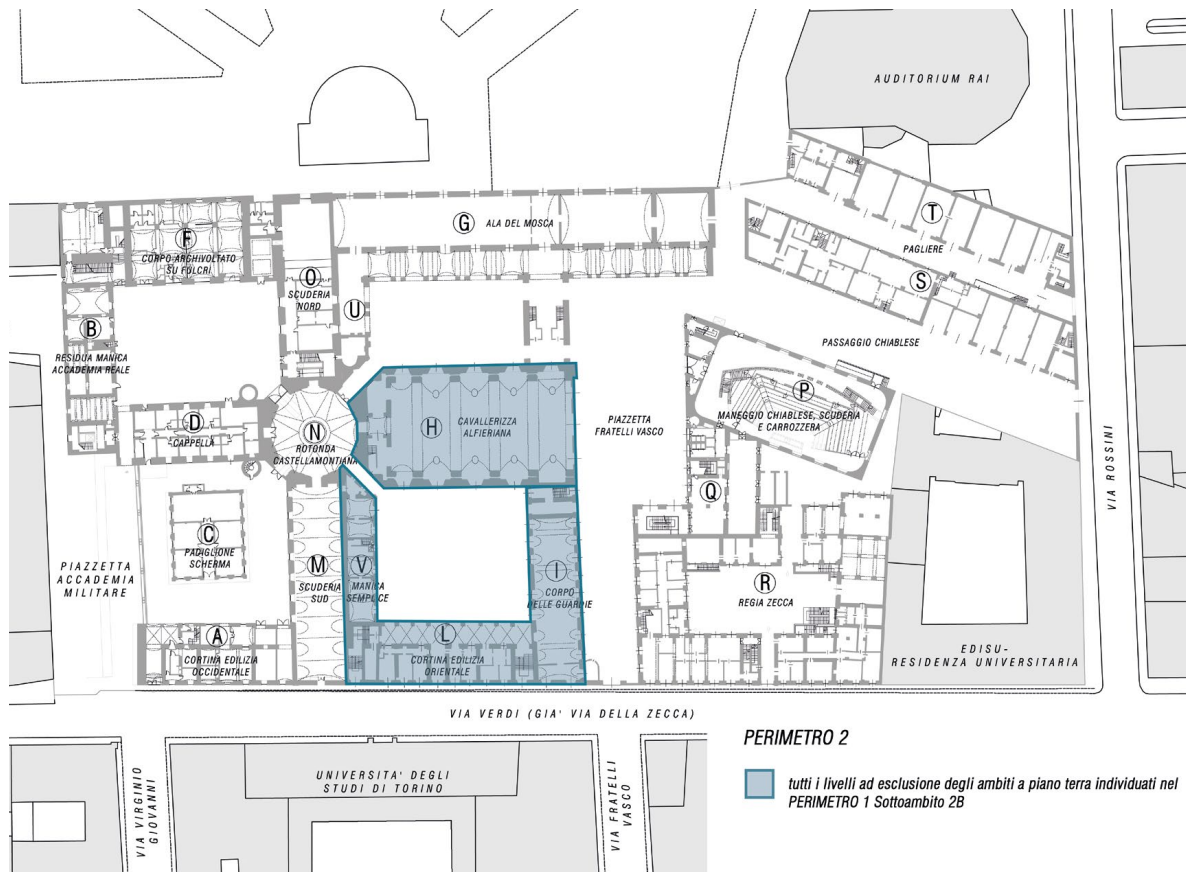 AUDITORIUM RAI
T
PAGLIERE
G
ALA DEL MOSCA
F
CORPO ARCHIVOLTATO
SU FULCRI
O
SCUDERIA
NORD
U
S
B
RESIDUA MANICA
ACCADEMIA REALE
PASSAGGIO CHIABLESE
P
MANEGGIO CHIABLESE, SCUDERIA
E CARROZZERA
D
CAPPELLA
N
ROTONDA
CASTELLAMONTIANA
H
CAVALLERIZZA
ALFIERIANA
PIAZZETTA
FRATELLI VASCO
VIA ROSSINI
Q
C
PADIGLIONE
SCHERMA
PIAZZETTA
ACCADEMIA
MILITARE
M
SCUDERIA
SUD
V
MANICA
SEMPLICE
I
CORPO
DELLE GUARDIE
R
REGIA ZECCA
A
CORTINA EDILIZIA
OCCIDENTALE
L
CORTINA EDILIZIA
ORIENTALE
EDISU-
RESIDENZA UNIVERSITARIA
VIA VERDI (GIA' VIA DELLA ZECCA)
VIA VIRGINIO
GIOVANNI
UNIVERSITA' DEGLI
STUDI DI TORINO
VIA FRATELLI
VASCO
PERIMETRO 2
tutti i livelli ad esclusione degli ambiti a piano terra individuati nel
PERIMETRO 1 Sottoambito 2B